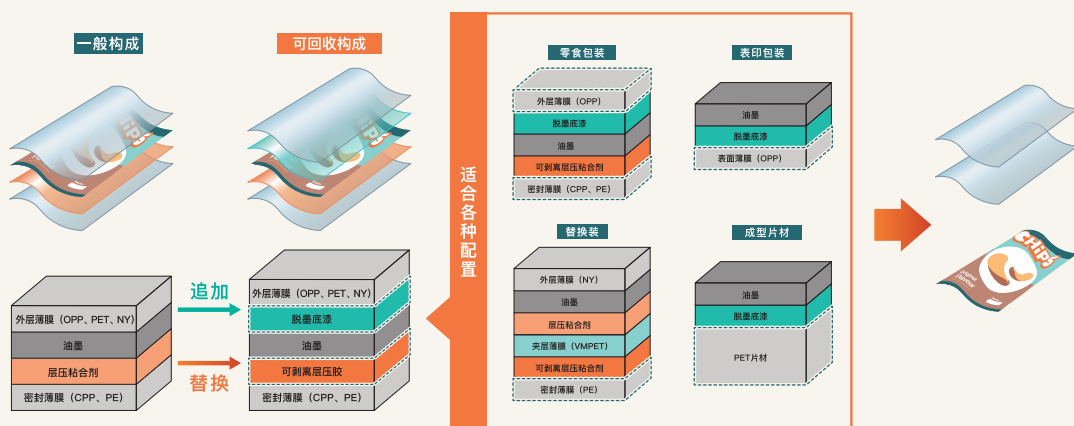 一般构成
可回收构成
CHiPS
外层薄膜（OPP、PET、NY）
油墨
层压粘合剂
密封薄膜（CPP、PE）
追加
替换
外层薄膜（OPP、PET、NY）
脱墨底漆
油墨
可剥离层压胶
密封薄膜（CPP、PE）
适合各种配置
零食包装
外层薄膜（OPP）
脱墨底漆
油墨
可剥离层压粘合剂
密封薄膜（CPP、PE）
表印包装
油墨
脱墨底漆
表面薄膜（OPP）
替换装
外层薄膜（NY）
油墨
层压粘合剂
夹层薄膜（VMPET）
可剥离层压粘合剂
密封薄膜（PE）
成型片材
油墨
脱墨底漆
PET片材
CHiPS
original
flavour